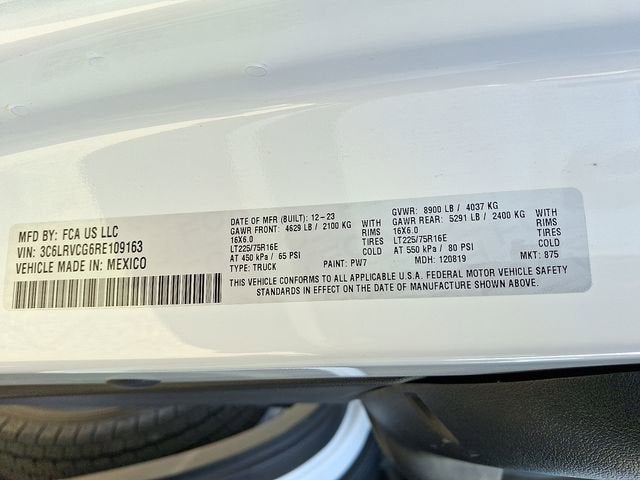 MFD BY: FCA US LLC
VIN: 3C6LRVCG6RE109163
VEHICLE MADE IN: MEXICO
DATE OF MFR (BUILT): 12-23
GAWR FRONT: 4629 LB / 2100 KG WITH
16X6.0 RIMS
LT225/75R16E TIRES
AT 450 kPa / 65 PSI COLD
TYPE: TRUCK PAINT: PW7
GVWR: 8900 LB / 4037 KG
GAWR REAR: 5291 LB / 2400 KG WITH
16X6.0 RIMS
LT225/75R16E TIRES
AT 550 kPa / 80 PSI COLD
MDH: 120819 MKT: 875
THIS VEHICLE CONFORMS TO ALL APPLICABLE U.S.A. FEDERAL MOTOR VEHICLE SAFETY
STANDARDS IN EFFECT ON THE DATE OF MANUFACTURE SHOWN ABOVE.